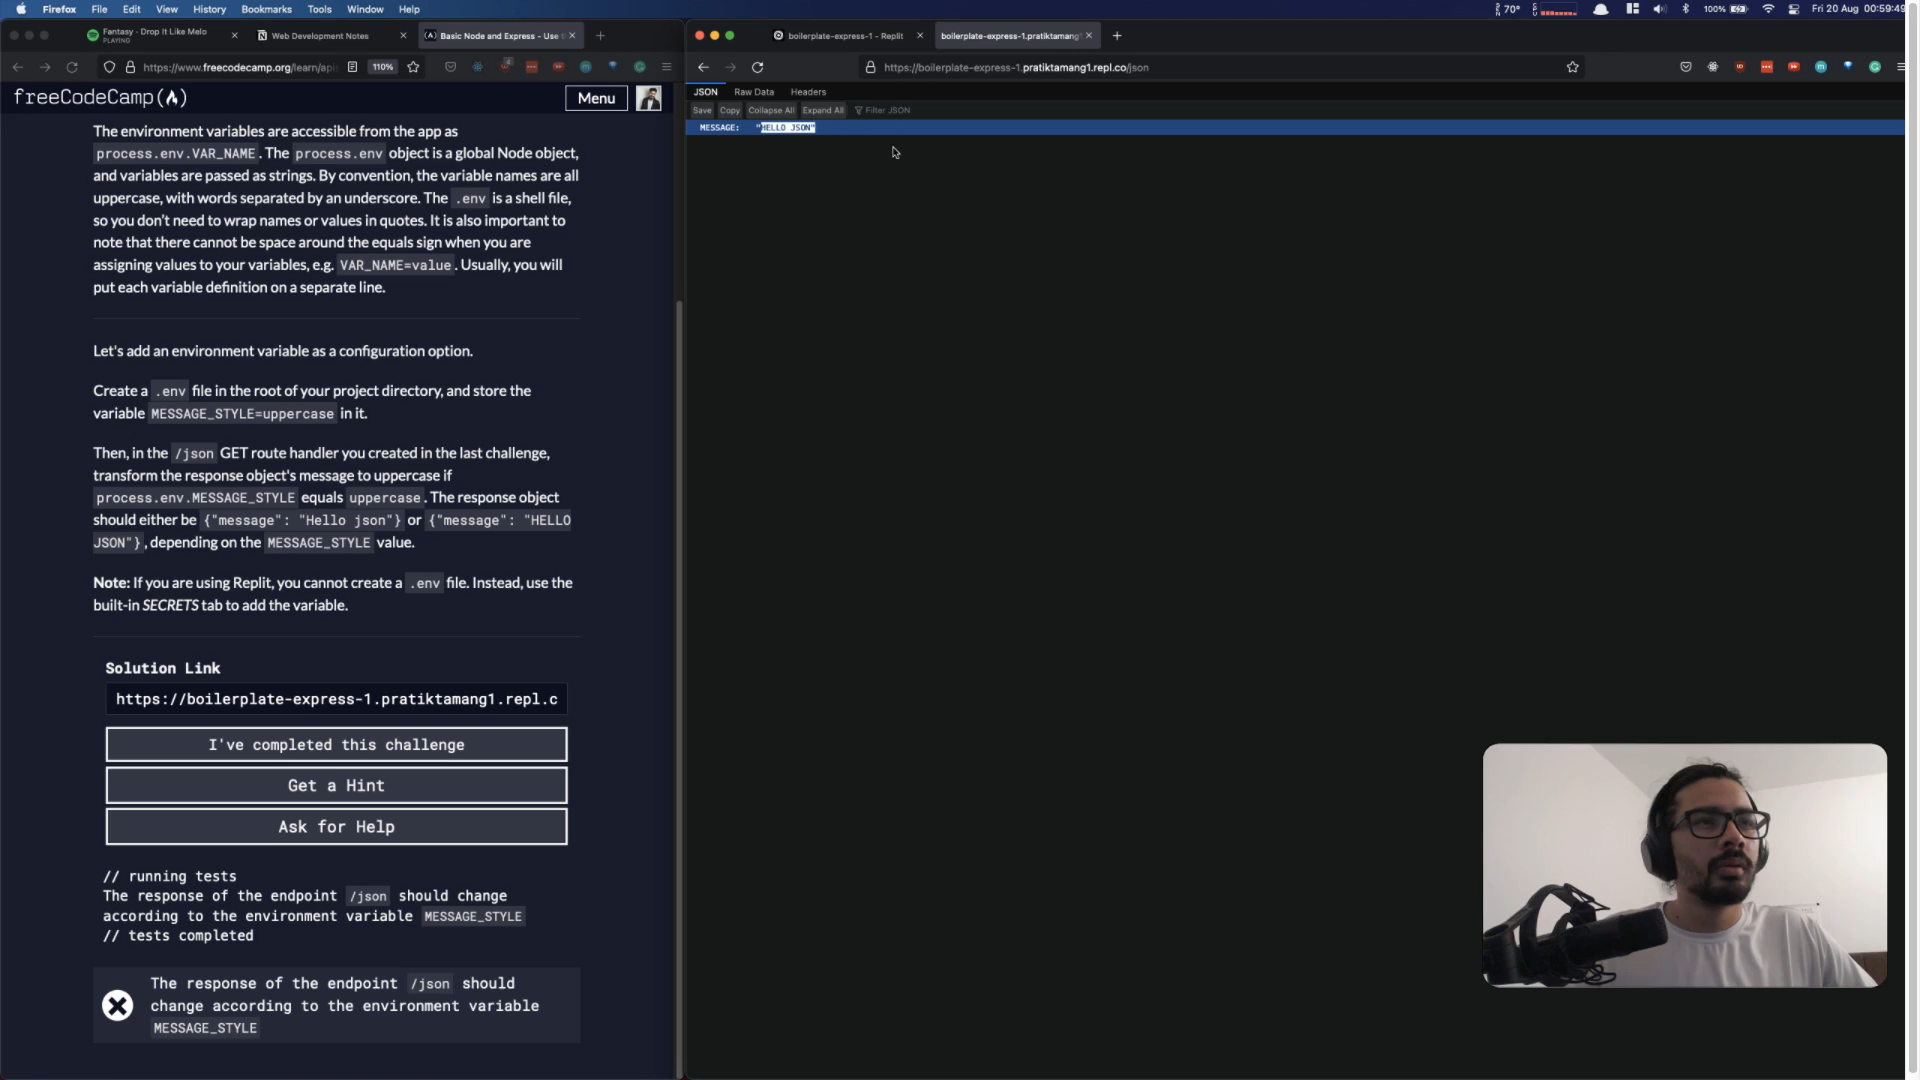 Firefox File Edit View History Bookmarks Tools Window Help
70° 100% Fri 20 Aug 00:59:49
Fantasy · Drop It Like Melo
PLAYING
Web Development Notes
Basic Node and Express - Use
boilerplate-express-1 - Replit
boilerplate-express-1.pratiktamang1
https://www.freecodecamp.org/learn/apis
110%
https://boilerplate-express-1.pratiktamang1.repl.co/json
freeCodeCamp
Menu
JSON Raw Data Headers
Save Copy Collapse All Expand All Filter JSON
MESSAGE: "HELLO JSON"
The environment variables are accessible from the app as
process.env.VAR_NAME. The process.env object is a global Node object,
and variables are passed as strings. By convention, the variable names are all
uppercase, with words separated by an underscore. The .env is a shell file,
so you don't need to wrap names or values in quotes. It is also important to
note that there cannot be space around the equals sign when you are
assigning values to your variables, e.g. VAR_NAME=value. Usually, you will
put each variable definition on a separate line.
Let's add an environment variable as a configuration option.
Create a .env file in the root of your project directory, and store the
variable MESSAGE_STYLE=uppercase in it.
Then, in the /json GET route handler you created in the last challenge,
transform the response object's message to uppercase if
process.env.MESSAGE_STYLE equals uppercase. The response object
should either be {"message": "Hello json"} or {"message": "HELLO
JSON"}, depending on the MESSAGE_STYLE value.
Note: If you are using Replit, you cannot create a .env file. Instead, use the
built-in SECRETS tab to add the variable.
Solution Link
https://boilerplate-express-1.pratiktamang1.repl.c
I've completed this challenge
Get a Hint
Ask for Help
// running tests
The response of the endpoint /json should change
according to the environment variable MESSAGE_STYLE
// tests completed
The response of the endpoint /json should
change according to the environment variable
MESSAGE_STYLE